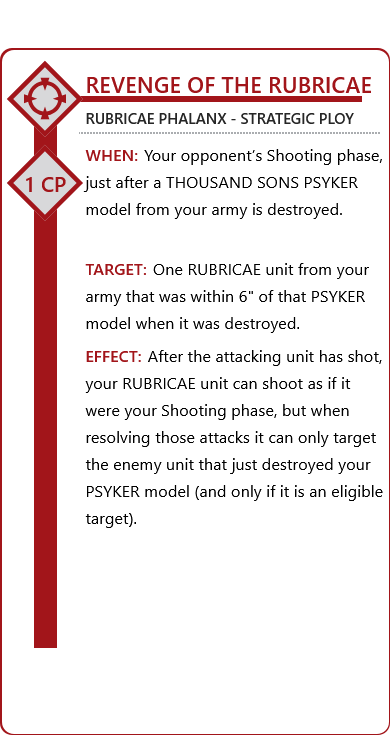 REVENGE OF THE RUBRICAE
RUBRICAE PHALANX - STRATEGIC PLOY
1 CP
WHEN: Your opponent’s Shooting phase,
just after a THOUSAND SONS PSYKER
model from your army is destroyed.
TARGET: One RUBRICAE unit from your
army that was within 6" of that PSYKER
model when it was destroyed.
EFFECT: After the attacking unit has shot,
your RUBRICAE unit can shoot as if it
were your Shooting phase, but when
resolving those attacks it can only target
the enemy unit that just destroyed your
PSYKER model (and only if it is an eligible
target).